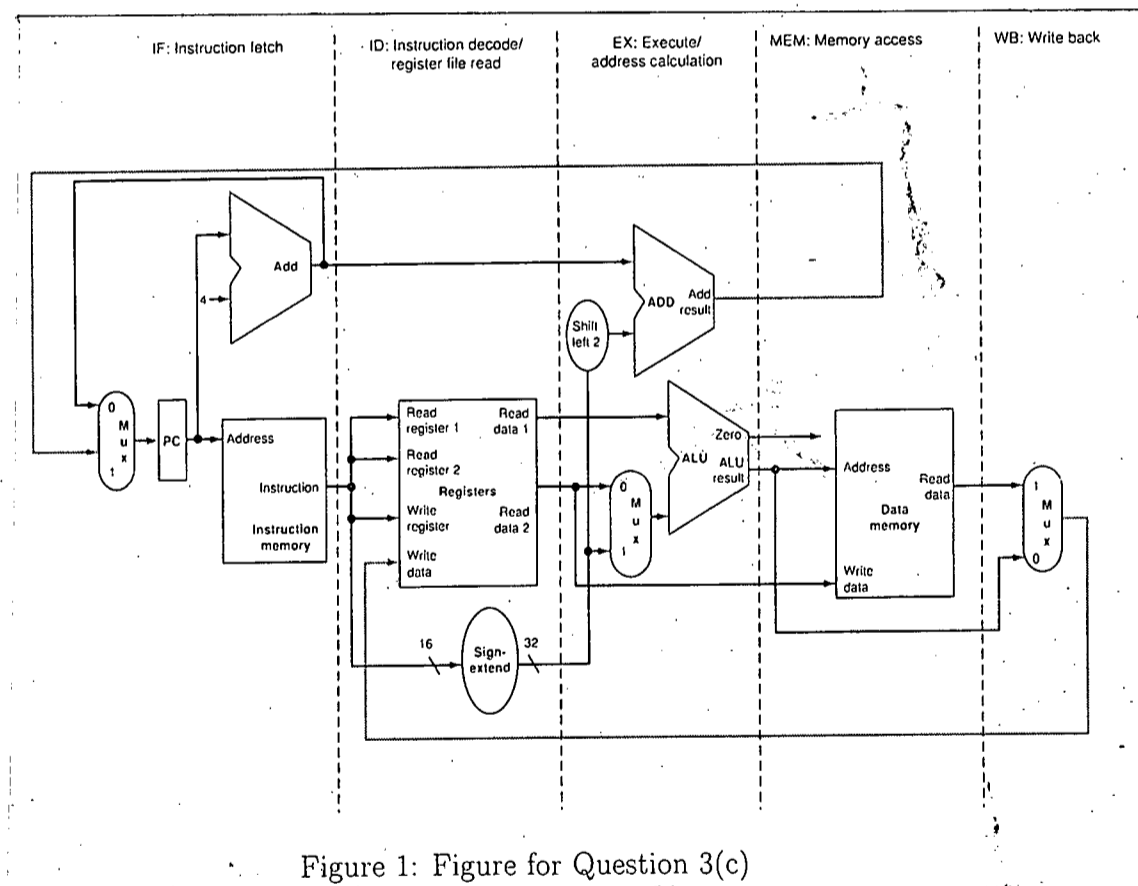 IF: Instruction fetch
ID: Instruction decode/
register file read
EX: Execute/
address calculation
MEM: Memory access
WB: Write back
Add
4
ADD
Add
result
Shift
left 2
0
M
u
x
1
PC
Address
Instruction
Instruction
memory
Read
register 1
Read
data 1
Read
register 2
Registers
Write
register
Read
data 2
Write
data
0
M
u
x
1
Zero
ALU
ALU
result
Address
Read
data
Data
memory
Write
data
1
M
u
x
0
16
Sign-
extend
32
Figure 1: Figure for Question 3(c)